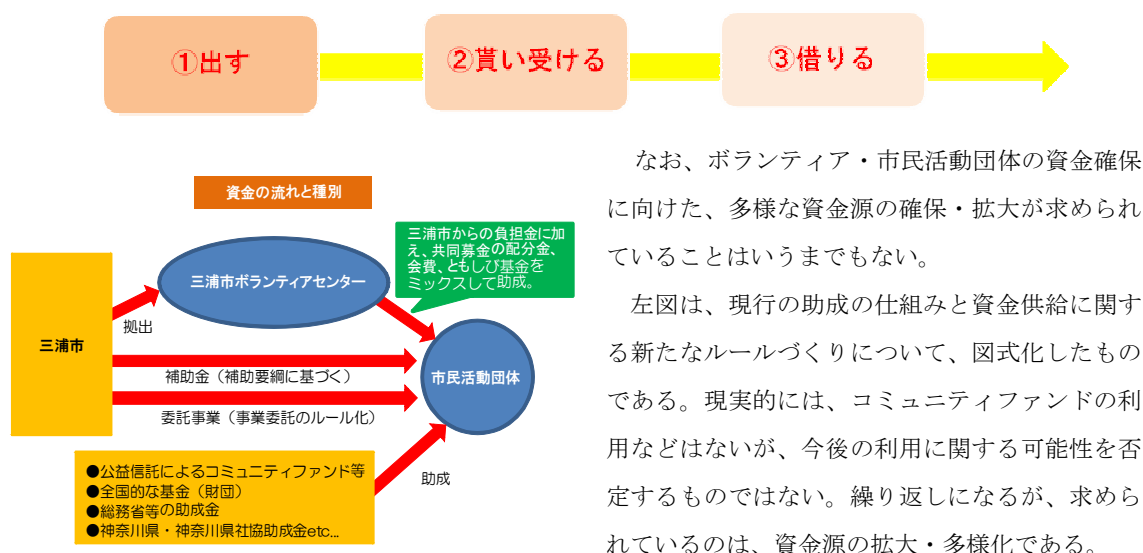 ①出す
②貰い受ける
③借りる
資金の流れと種別
三浦市からの負担金に加
え、共同募金の配分金、
会費、ともしび基金を
ミックスして助成。
三浦市ボランティアセンター
拠出
三浦市
補助金（補助要綱に基づく）
市民活動団体
委託事業（事業委託のルール化）
●公益信託によるコミュニティファンド等
●全国的な基金（財団）
●総務省等の助成金
●神奈川県・神奈川県社協助成金etc...
助成
なお、ボランティア・市民活動団体の資金確保
に向けた、多様な資金源の確保・拡大が求められ
ていることはいうまでもない。
左図は、現行の助成の仕組みと資金供給に関す
る新たなルールづくりについて、図式化したもの
である。現実的には、コミュニティファンドの利
用などはないが、今後の利用に関する可能性を否
定するものではない。繰り返しになるが、求めら
れているのは、資金源の拡大・多様化である。